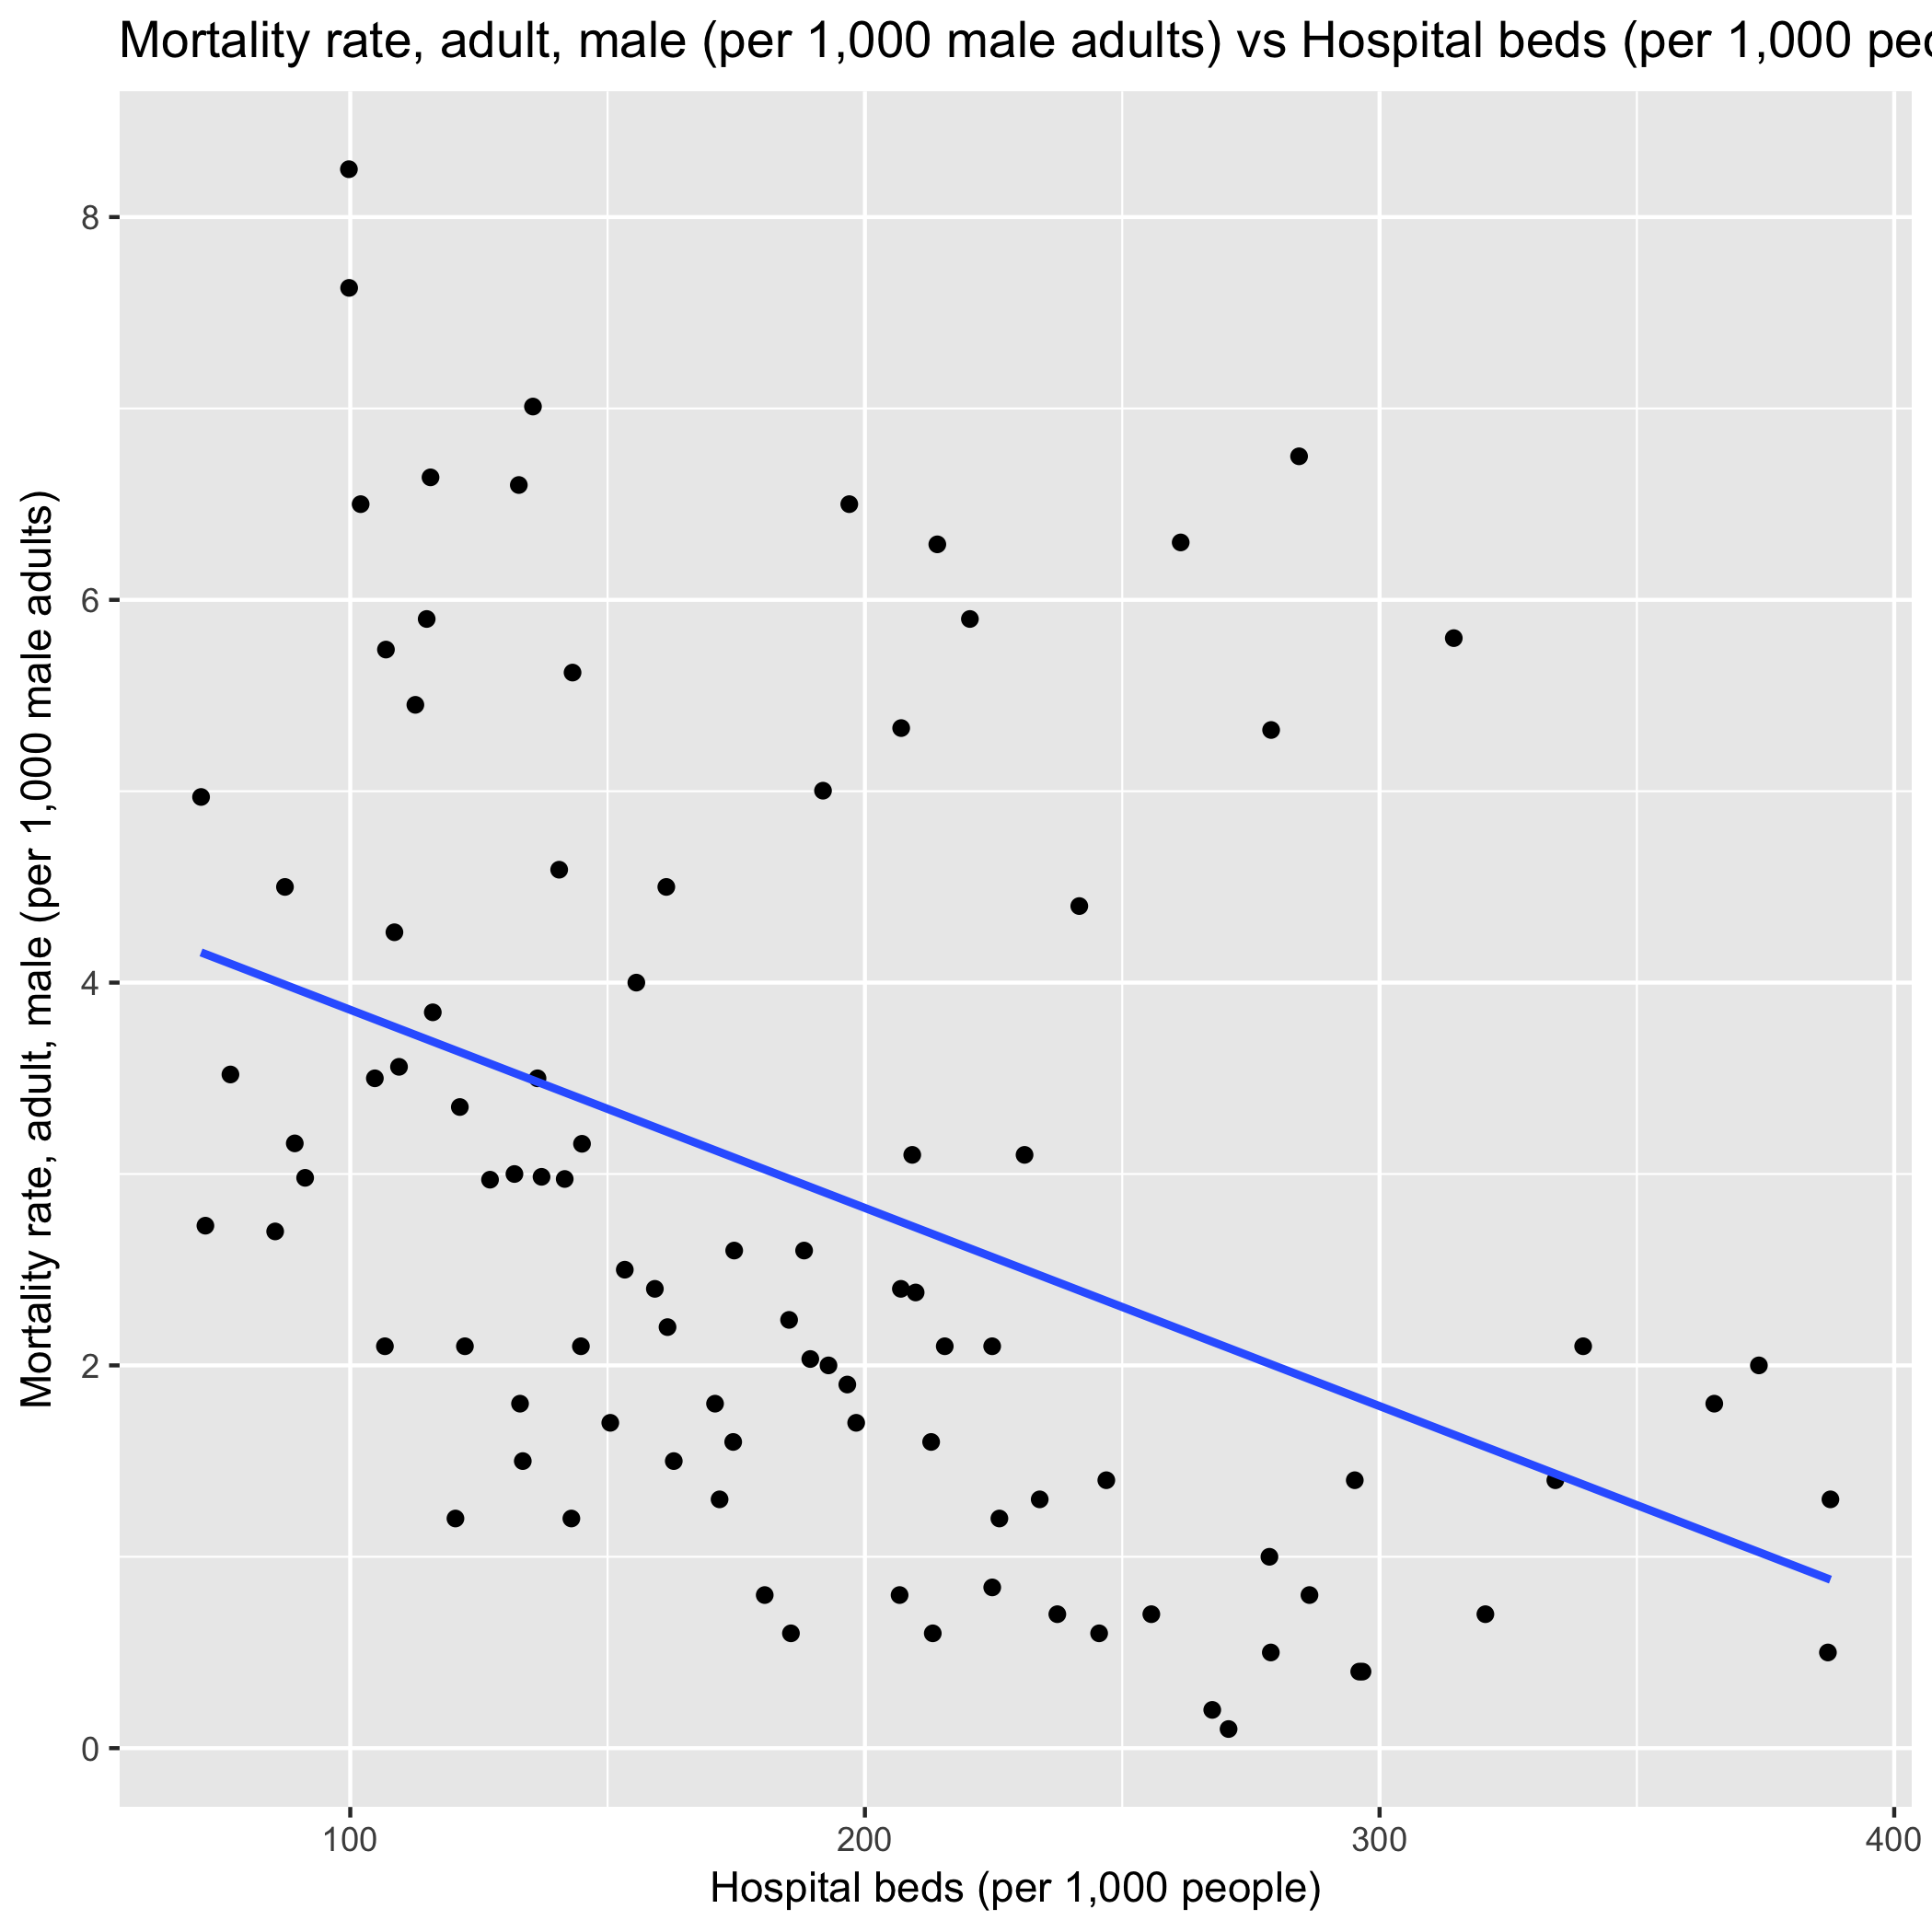 Mortality rate, adult, male (per 1,000 male adults) vs Hospital beds (per 1,000
Mortality rate, adult, male (per 1,000 male adults)
8
6
4
2
0
100 200 300 400
Hospital beds (per 1,000 people)